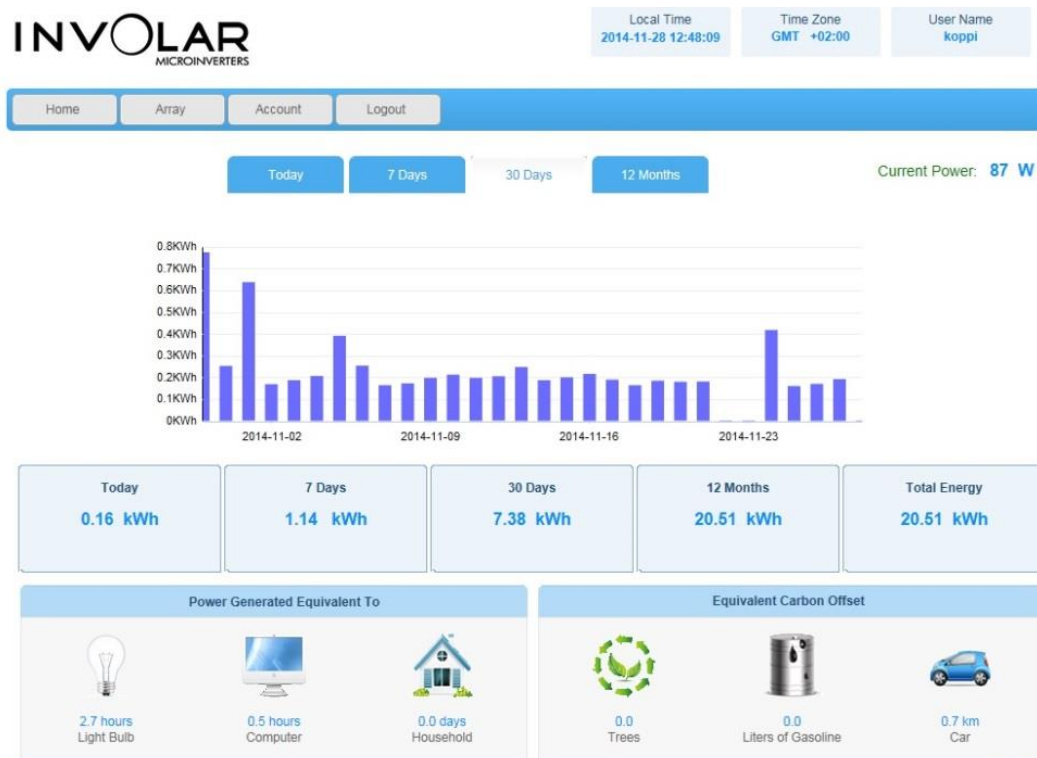 INVOLAR
MICROINVERTERS
Local Time
2014-11-28 12:48:09
Time Zone
GMT +02:00
User Name
koppi
Home
Array
Account
Logout
Today
7 Days
30 Days
12 Months
Current Power: 87 W
0.8KWh
0.7KWh
0.6KWh
0.5KWh
0.4KWh
0.3KWh
0.2KWh
0.1KWh
0KWh
2014-11-02
2014-11-09
2014-11-16
2014-11-23
Today
0.16 kWh
7 Days
1.14 kWh
30 Days
7.38 kWh
12 Months
20.51 kWh
Total Energy
20.51 kWh
Power Generated Equivalent To
2.7 hours
Light Bulb
0.5 hours
Computer
0.0 days
Household
Equivalent Carbon Offset
0.0
Trees
0.0
Liters of Gasoline
0.7 km
Car